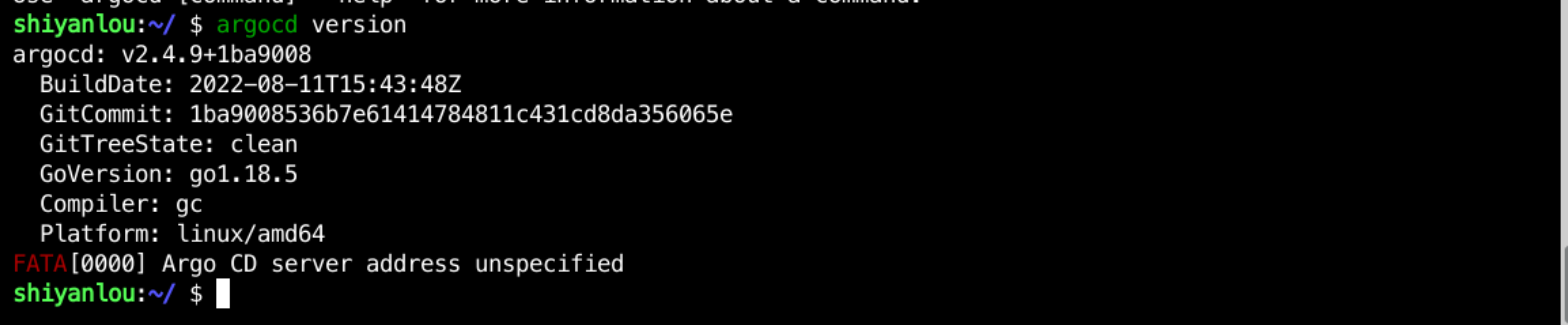 Use "argocd [command] --help" for more information about a command.
shiyanlou:~/ $ argocd version
argocd: v2.4.9+1ba9008
  BuildDate: 2022-08-11T15:43:48Z
  GitCommit: 1ba9008536b7e61414784811c431cd8da356065e
  GitTreeState: clean
  GoVersion: go1.18.5
  Compiler: gc
  Platform: linux/amd64
FATA[0000] Argo CD server address unspecified
shiyanlou:~/ $